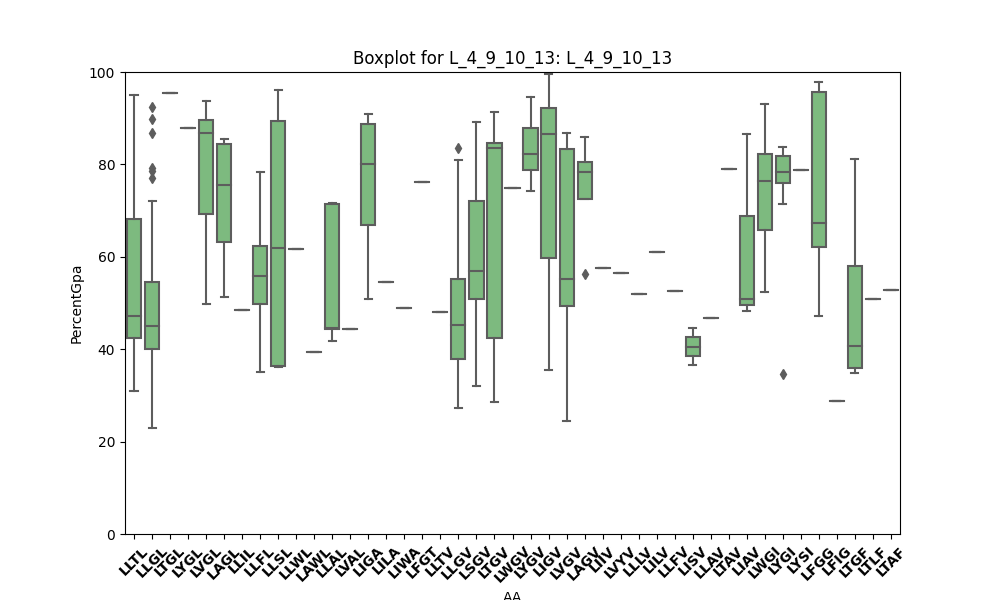 Boxplot for L_4_9_10_13: L_4_9_10_13
100
80
60
40
20
0
PercentGpa
LLTL
LLGL
LTGL
LYGL
LVGL
LAGL
LLIL
LLFL
LLSL
LLWL
LAWL
LLAL
LVAL
LIGA
LILA
LIWA
LFGT
LLTV
LLGV
LSGV
LTGV
LWGV
LYGV
LIGV
LVGV
LAGV
LIIV
LVYV
LLLV
LILV
LLFV
LISV
LLAV
LTAV
LIAV
LWGI
LYGI
LYSI
LFGG
LFIG
LTGF
LTLF
LTAF
AA